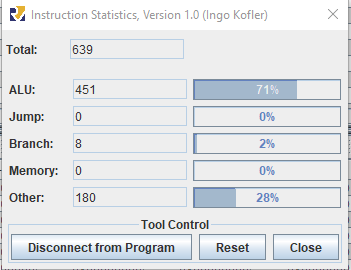 Instruction Statistics, Version 1.0 (Ingo Kofler)
Total: 639
ALU: 451 71%
Jump: 0 0%
Branch: 8 2%
Memory: 0 0%
Other: 180 28%
Tool Control
Disconnect from Program Reset Close